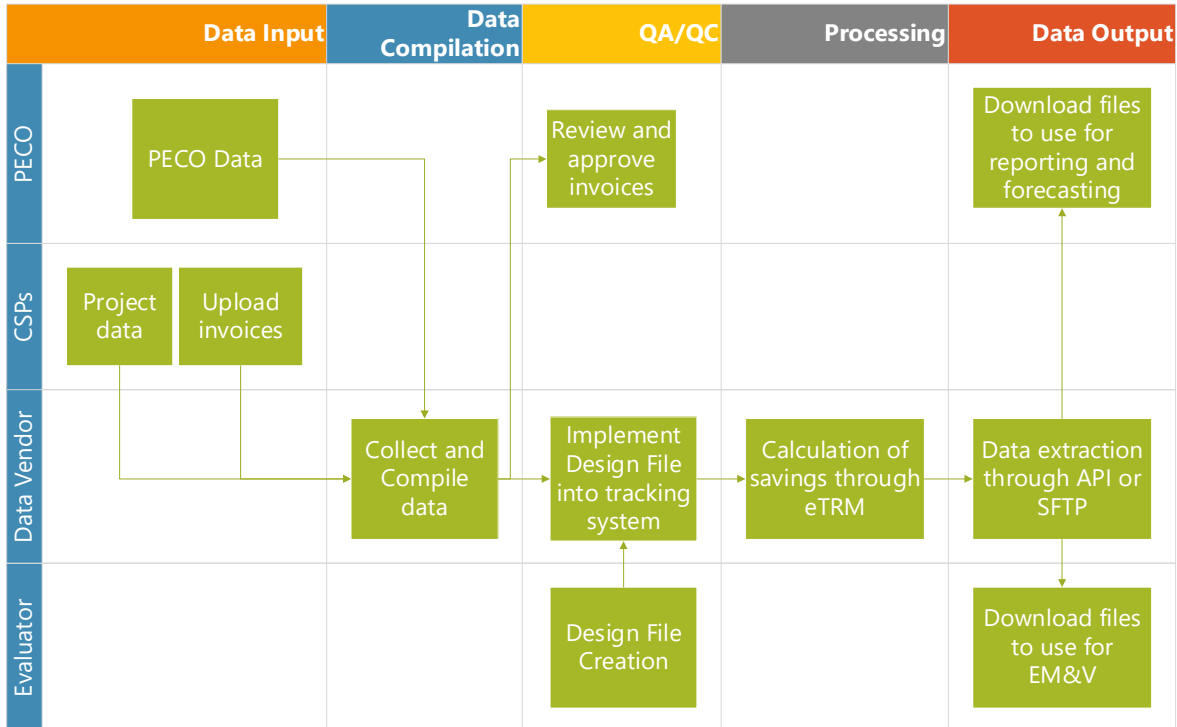 Data Input
Data
Compilation
QA/QC
Processing
Data Output
PECO
PECO Data
Review and
approve
invoices
Download files
to use for
reporting and
forecasting
CSPs
Project
data
Upload
invoices
Data Vendor
Collect and
Compile
data
Implement
Design File
into tracking
system
Calculation of
savings through
eTRM
Data extraction
through API or
SFTP
Evaluator
Design File
Creation
Download files
to use for
EM&V